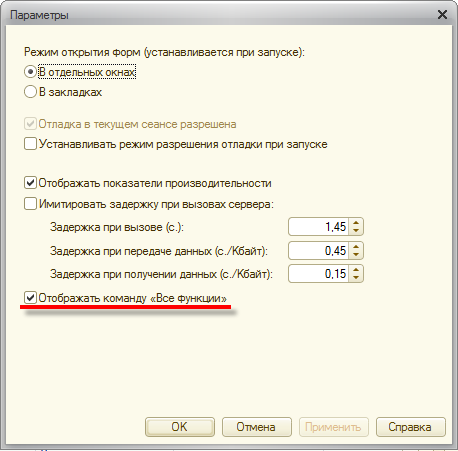 Параметры
Режим открытия форм (устанавливается при запуске):
В отдельных окнах
В закладках
Отладка в текущем сеансе разрешена
Устанавливать режим разрешения отладки при запуске
Отображать показатели производительности
Имитировать задержку при вызовах сервера:
Задержка при вызове (с.): 1,45
Задержка при передаче данных (с./Кбайт): 0,45
Задержка при получении данных (с./Кбайт): 0,15
Отображать команду «Все функции»
OK Отмена Применить Справка